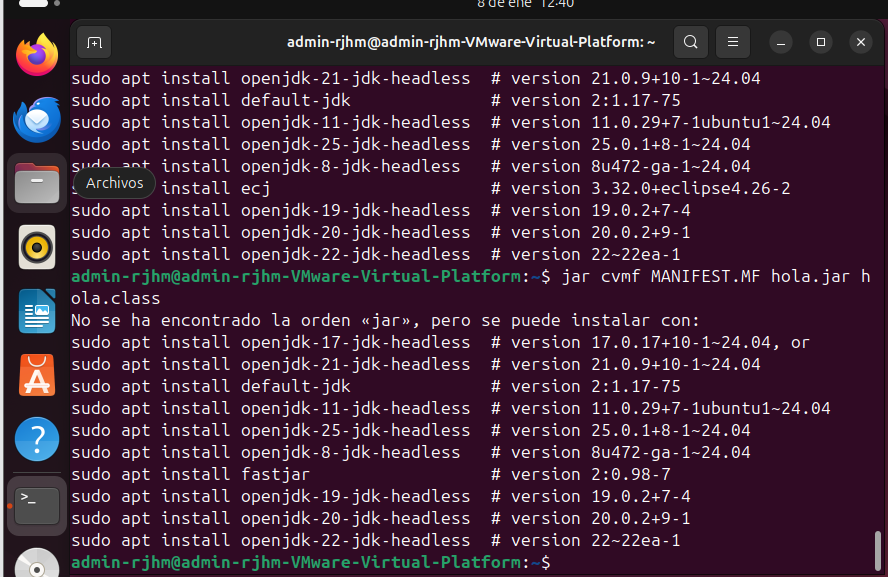 8 de ene 12:40
admin-rjhm@admin-rjhm-VMware-Virtual-Platform: ~
sudo apt install openjdk-21-jdk-headless  # version 21.0.9+10-1~24.04
sudo apt install default-jdk              # version 2:1.17-75
sudo apt install openjdk-11-jdk-headless  # version 11.0.29+7-1ubuntu1~24.04
sudo apt install openjdk-25-jdk-headless  # version 25.0.1+8-1~24.04
sudo apt install openjdk-8-jdk-headless   # version 8u472-ga-1~24.04
Archivos
install ecj                      # version 3.32.0+eclipse4.26-2
sudo apt install openjdk-19-jdk-headless  # version 19.0.2+7-4
sudo apt install openjdk-20-jdk-headless  # version 20.0.2+9-1
sudo apt install openjdk-22-jdk-headless  # version 22~22ea-1
admin-rjhm@admin-rjhm-VMware-Virtual-Platform:~$ jar cvmf MANIFEST.MF hola.jar h
ola.class
No se ha encontrado la orden «jar», pero se puede instalar con:
sudo apt install openjdk-17-jdk-headless  # version 17.0.17+10-1~24.04, or
sudo apt install openjdk-21-jdk-headless  # version 21.0.9+10-1~24.04
sudo apt install default-jdk              # version 2:1.17-75
sudo apt install openjdk-11-jdk-headless  # version 11.0.29+7-1ubuntu1~24.04
sudo apt install openjdk-25-jdk-headless  # version 25.0.1+8-1~24.04
sudo apt install openjdk-8-jdk-headless   # version 8u472-ga-1~24.04
sudo apt install fastjar                  # version 2:0.98-7
sudo apt install openjdk-19-jdk-headless  # version 19.0.2+7-4
sudo apt install openjdk-20-jdk-headless  # version 20.0.2+9-1
sudo apt install openjdk-22-jdk-headless  # version 22~22ea-1
admin-rjhm@admin-rjhm-VMware-Virtual-Platform:~$